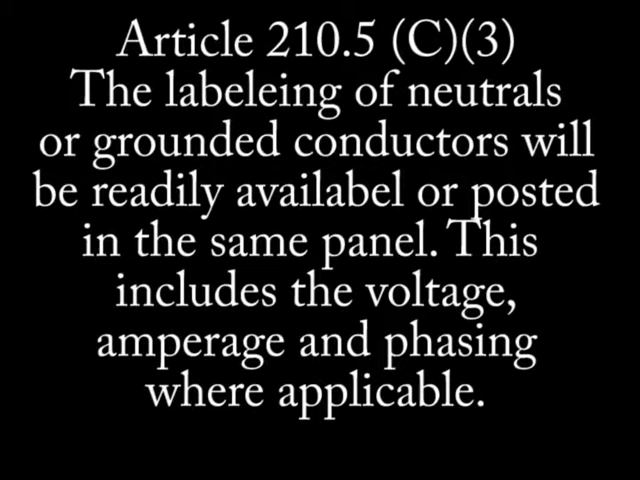 Article 210.5 (C)(3)
The labeleing of neutrals
or grounded conductors will
be readily availabel or posted
in the same panel. This
includes the voltage,
amperage and phasing
where applicable.